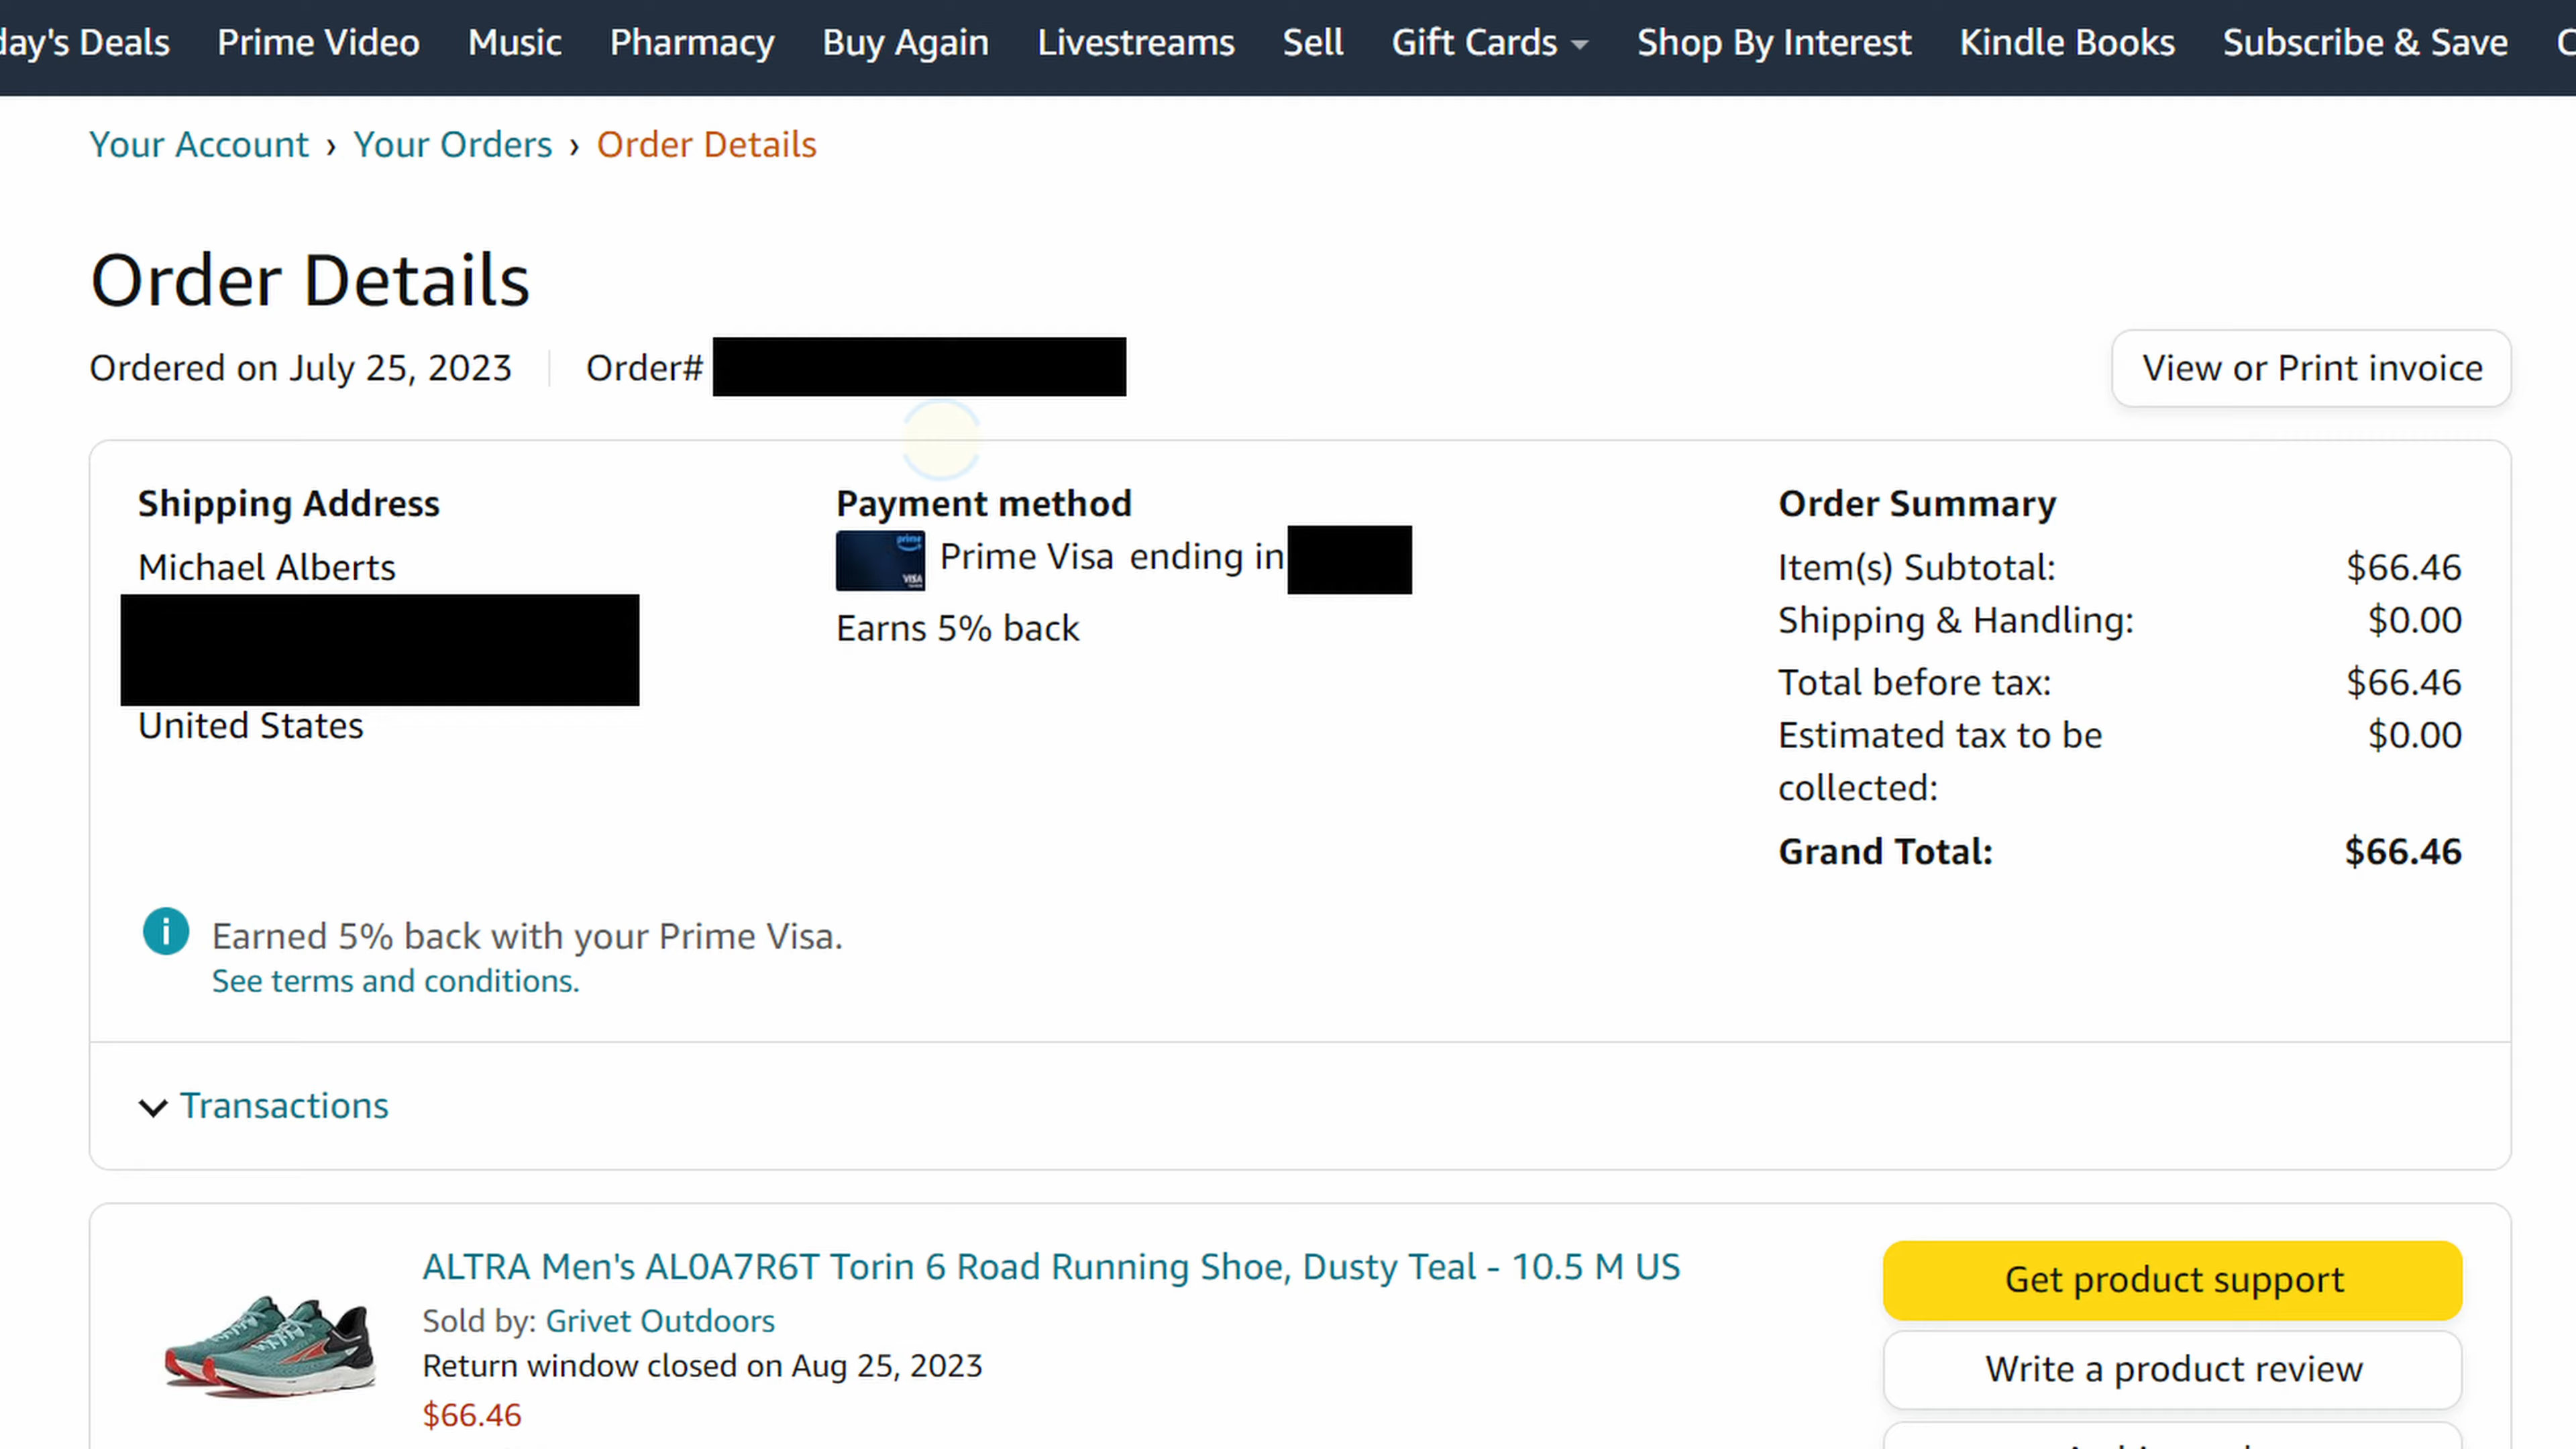 day's Deals Prime Video Music Pharmacy Buy Again Livestreams Sell Gift Cards Shop By Interest Kindle Books Subscribe & Save
Your Account › Your Orders › Order Details
Order Details
Ordered on July 25, 2023 Order#
View or Print invoice
Shipping Address
Michael Alberts
United States
Payment method
prime VISA
Prime Visa ending in
Earns 5% back
Order Summary
Item(s) Subtotal: $66.46
Shipping & Handling: $0.00
Total before tax: $66.46
Estimated tax to be $0.00
collected:
Grand Total: $66.46
i Earned 5% back with your Prime Visa.
See terms and conditions.
Transactions
ALTRA Men's AL0A7R6T Torin 6 Road Running Shoe, Dusty Teal - 10.5 M US
Sold by: Grivet Outdoors
Return window closed on Aug 25, 2023
$66.46
Get product support
Write a product review